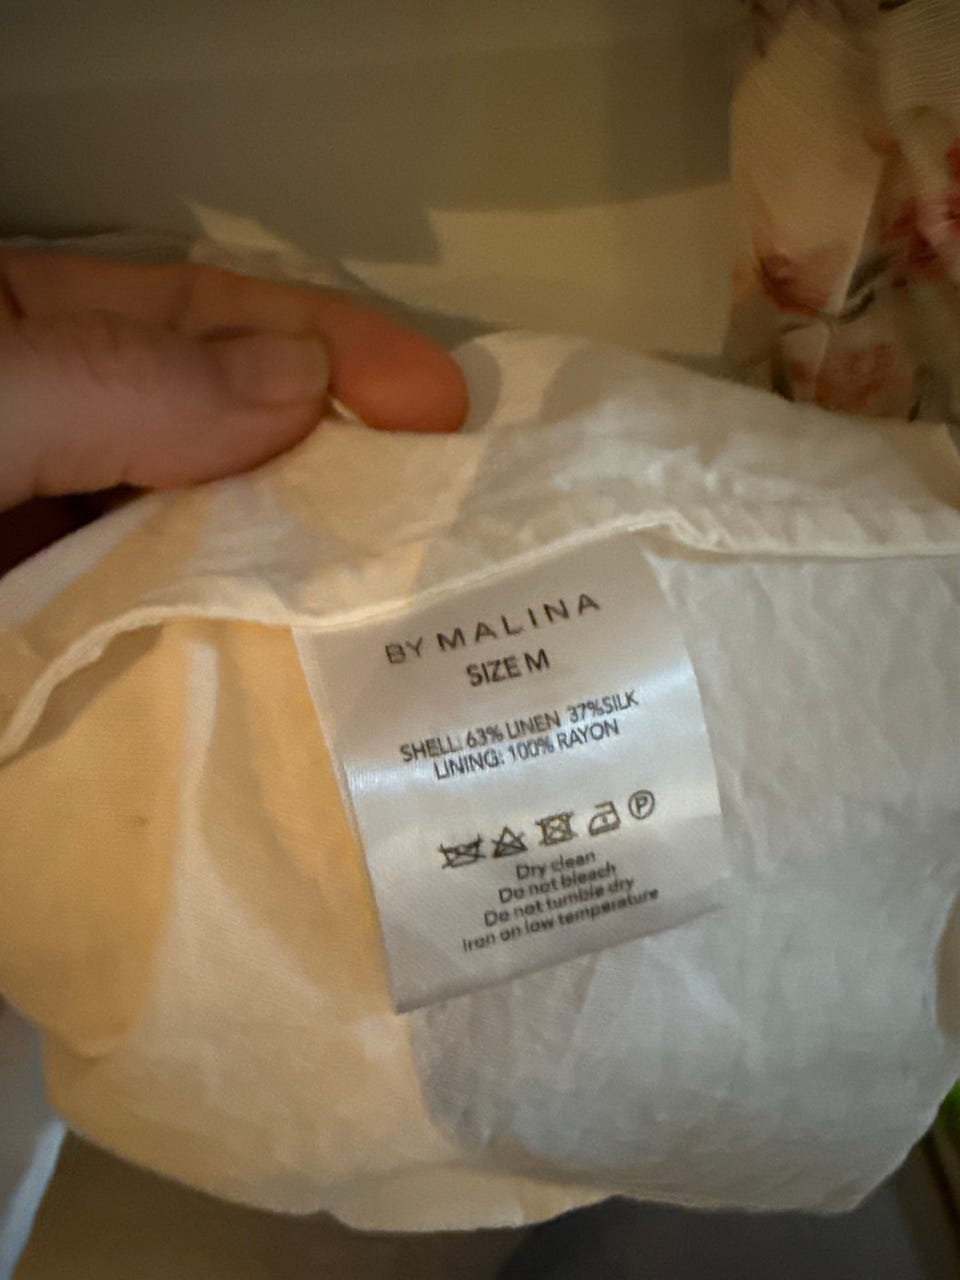 BY MALINA
SIZE M
SHELL: 63% LINEN 37%SILK
LINING: 100% RAYON
P
Dry clean
Do not bleach
Do not tumble dry
Iron on low temperature